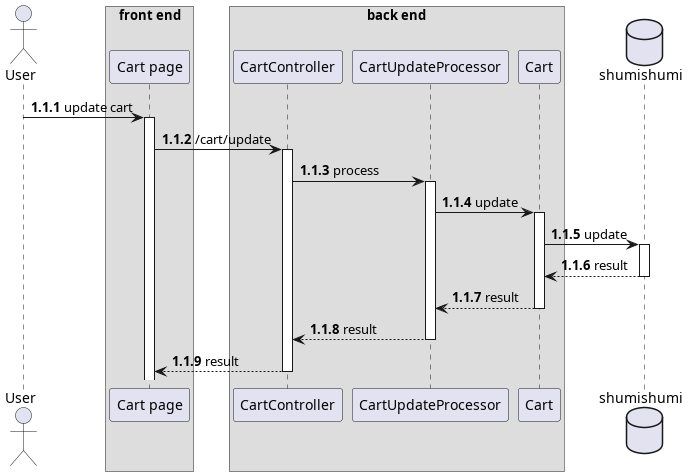 front end
back end
User
Cart page
CartController
CartUpdateProcessor
Cart
shumishumi
1.1.1 update cart
1.1.2 /cart/update
1.1.3 process
1.1.4 update
1.1.5 update
1.1.6 result
1.1.7 result
1.1.8 result
1.1.9 result
User
Cart page
CartController
CartUpdateProcessor
Cart
shumishumi